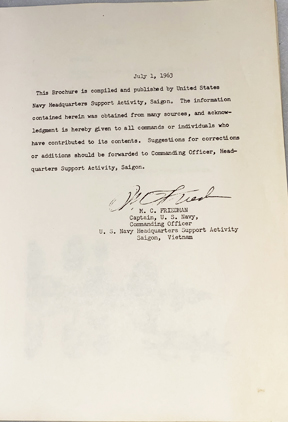 July 1, 1963
This Brochure is compiled and published by United States
Navy Headquarters Support Activity, Saigon. The information
contained herein was obtained from many sources, and acknow-
ledgment is hereby given to all commands or individuals who
have contributed to its contents. Suggestions for corrections
or additions should be forwarded to Commanding Officer, Head-
quarters Support Activity, Saigon.
M. C. FRIEDMAN
Captain, U. S. Navy,
Commanding Officer
U. S. Navy Headquarters Support Activity
Saigon, Vietnam